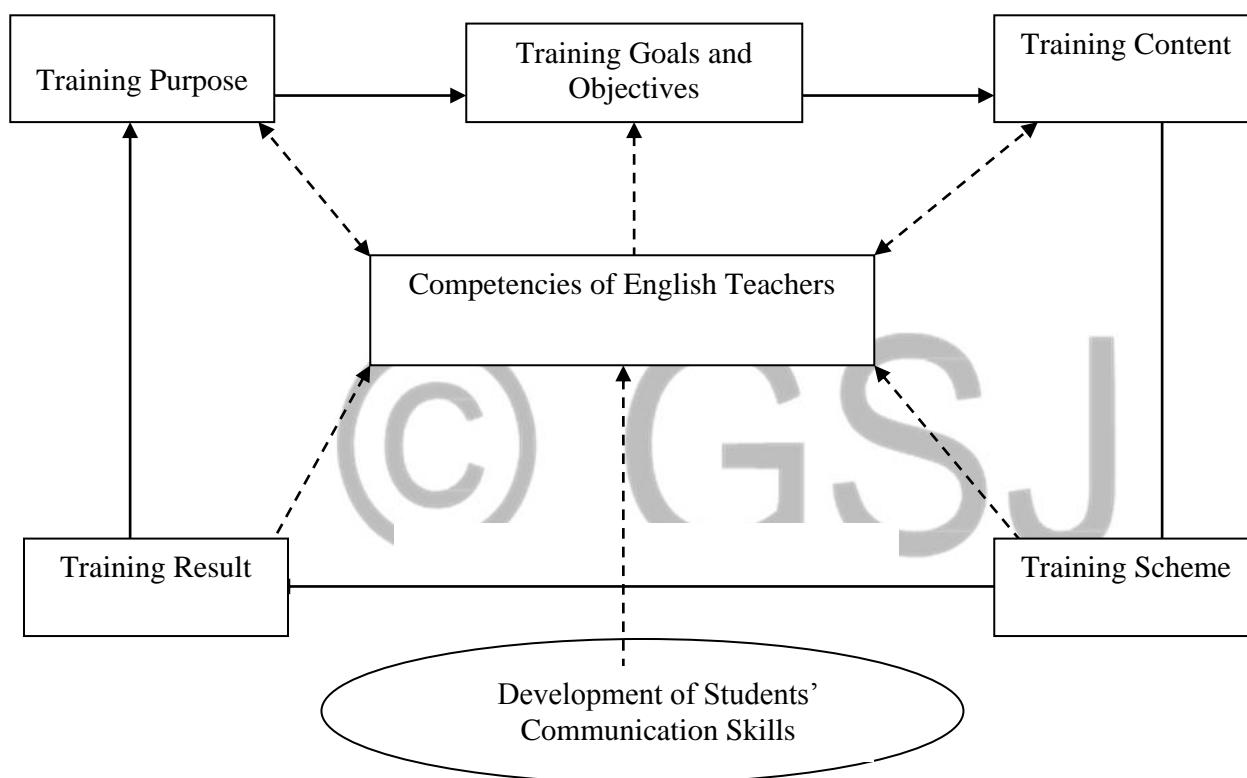 Training Purpose
Training Goals and
Objectives
Training Content
Competencies of English Teachers
© GSJ
Training Result
Training Scheme
Development of Students’
Communication Skills